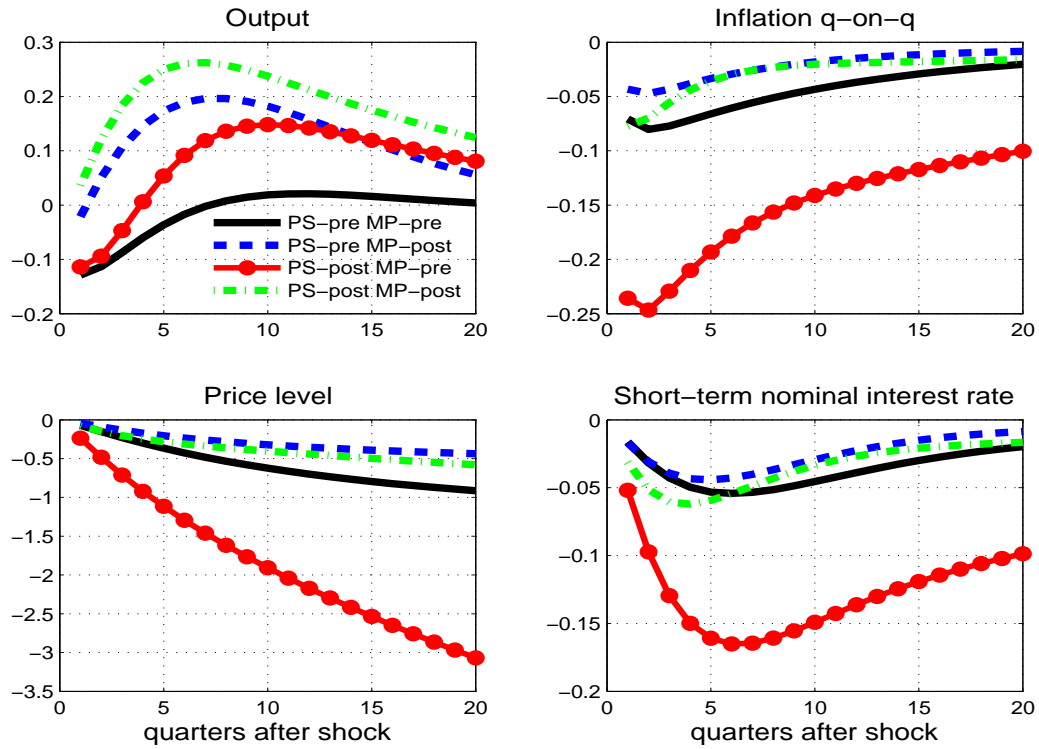 Output
0.3
0.2
0.1
0
−0.1
−0.2
0 5 10 15 20
PS−pre MP−pre
PS−pre MP−post
PS−post MP−pre
PS−post MP−post
Inflation q−on−q
0
−0.05
−0.1
−0.15
−0.2
−0.25
0 5 10 15 20
Price level
0
−0.5
−1
−1.5
−2
−2.5
−3
−3.5
0 5 10 15 20
quarters after shock
Short−term nominal interest rate
0
−0.05
−0.1
−0.15
−0.2
0 5 10 15 20
quarters after shock